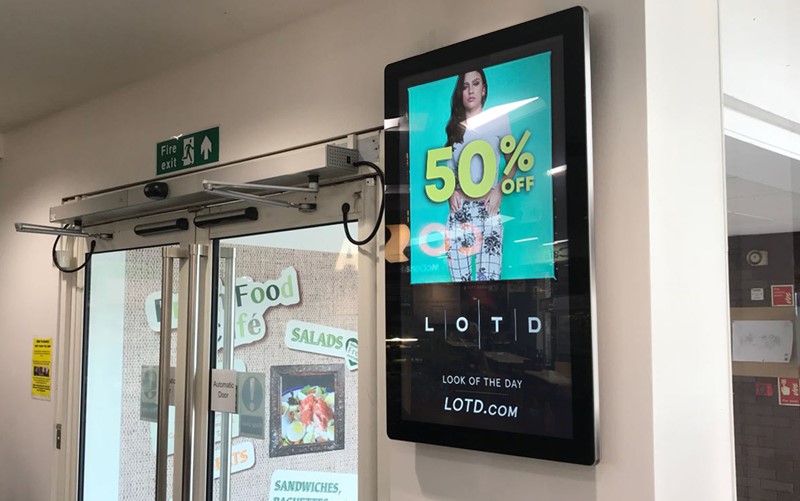 Fire
exit
50%
OFF
L|O|T|D
LOOK OF THE DAY
LOTD.COM
Food
SALADS
Automatic
Door
SANDWICHES,